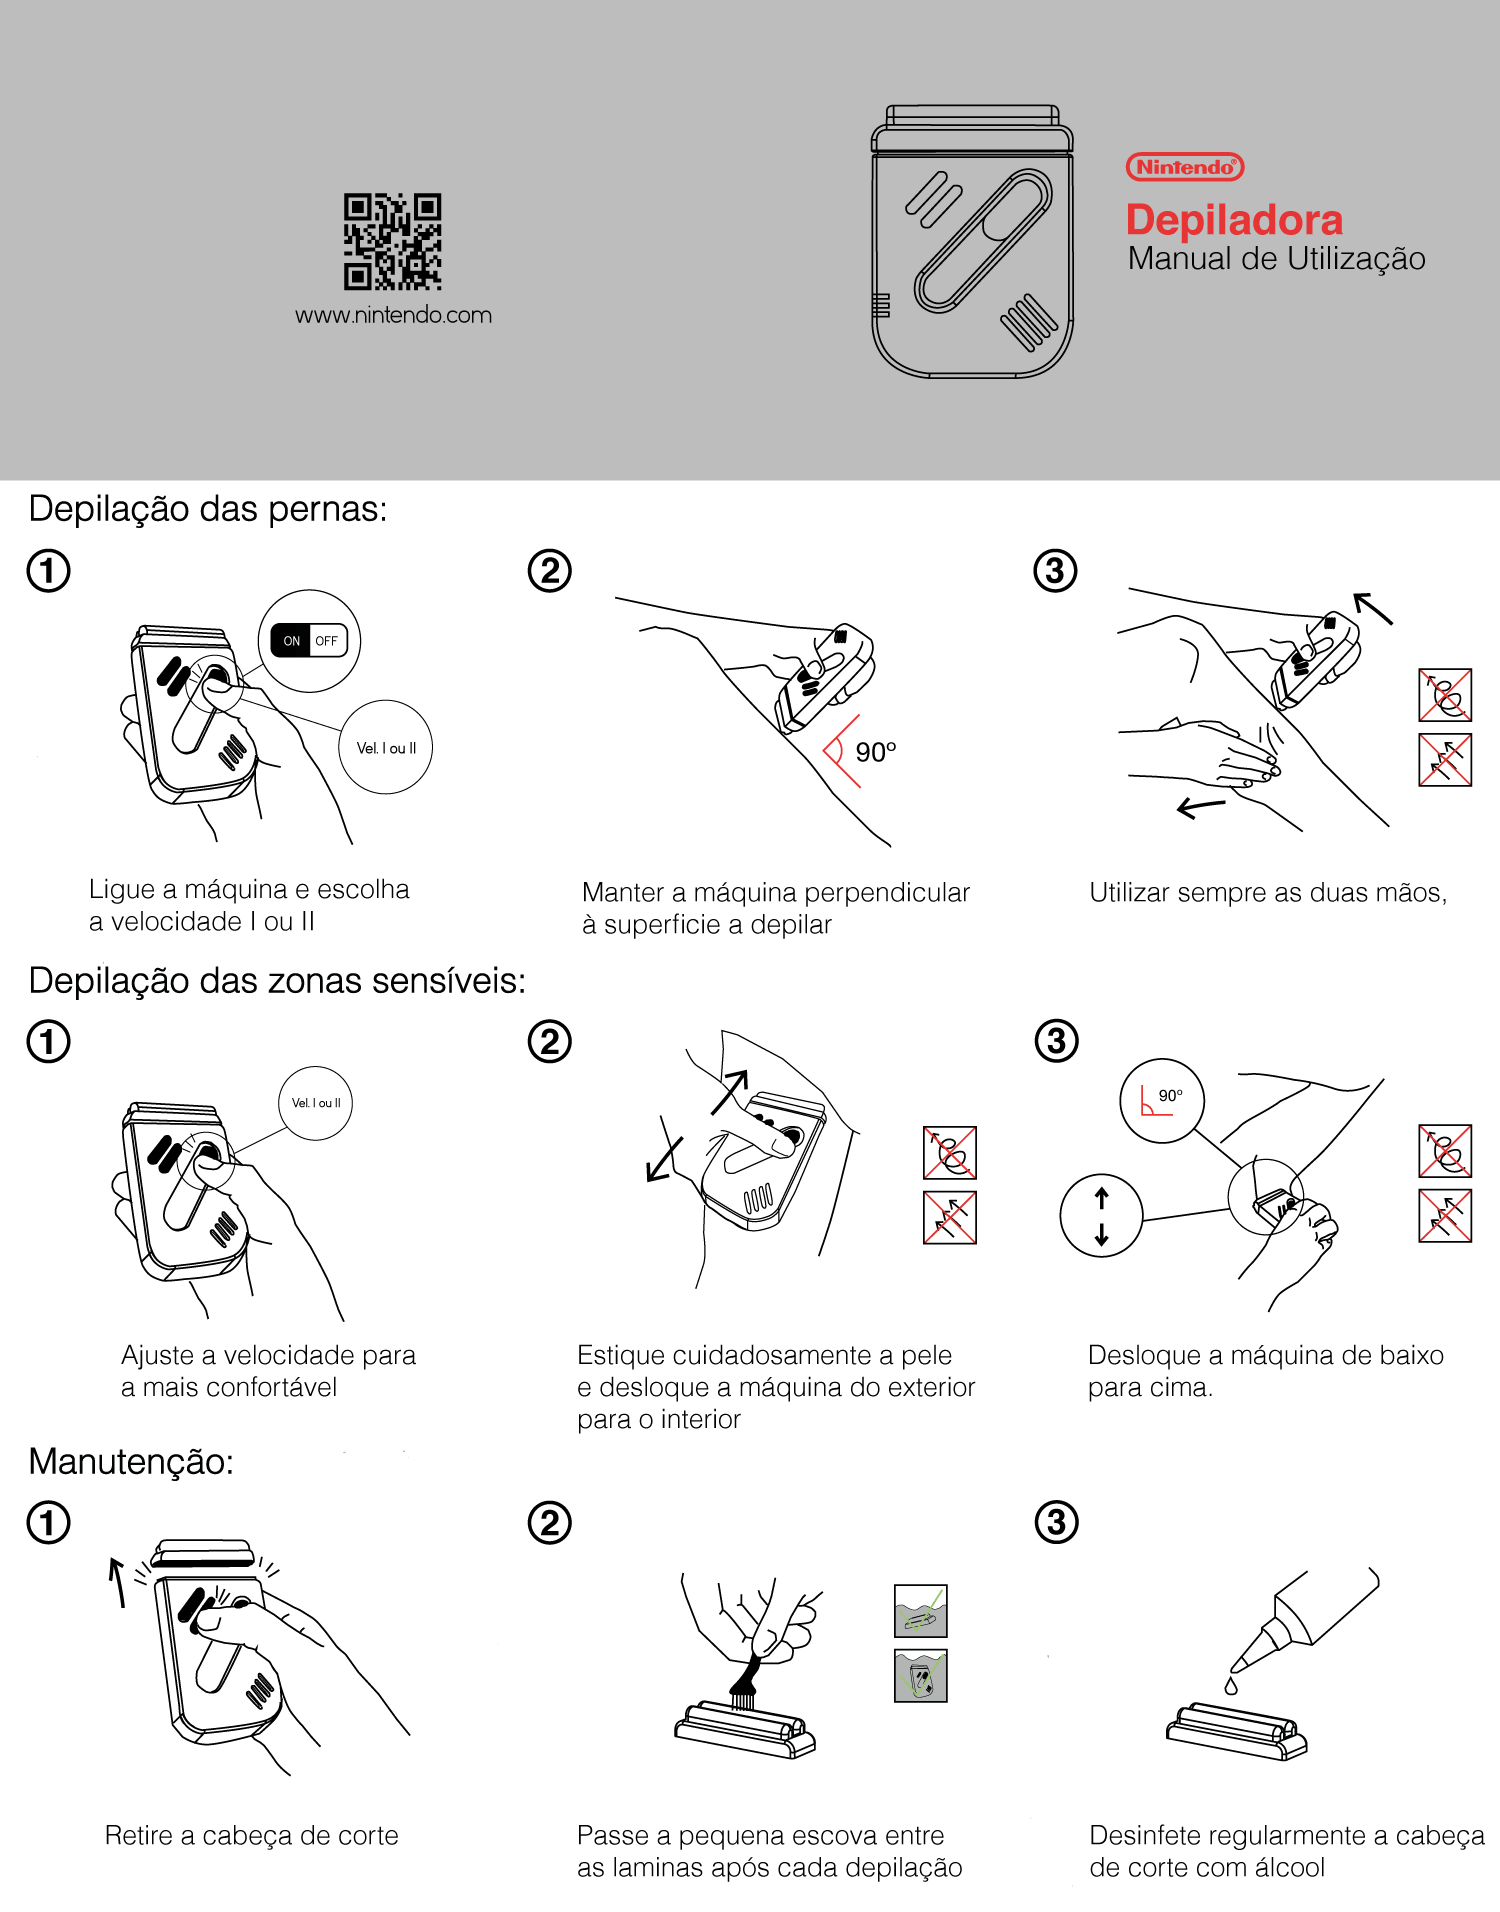 Nintendo®
Depiladora
Manual de Utilização
www.nintendo.com
Depilação das pernas:
1
ON OFF
Vel. I ou II
Ligue a máquina e escolha
a velocidade I ou II
2
90º
Manter a máquina perpendicular
à superficie a depilar
3
Utilizar sempre as duas mãos,
Depilação das zonas sensíveis:
1
Vel. I ou II
Ajuste a velocidade para
a mais confortável
2
Estique cuidadosamente a pele
e desloque a máquina do exterior
para o interior
3
90º
Desloque a máquina de baixo
para cima.
Manutenção:
1
Retire a cabeça de corte
2
Passe a pequena escova entre
as laminas após cada depilação
3
Desinfete regularmente a cabeça
de corte com álcool